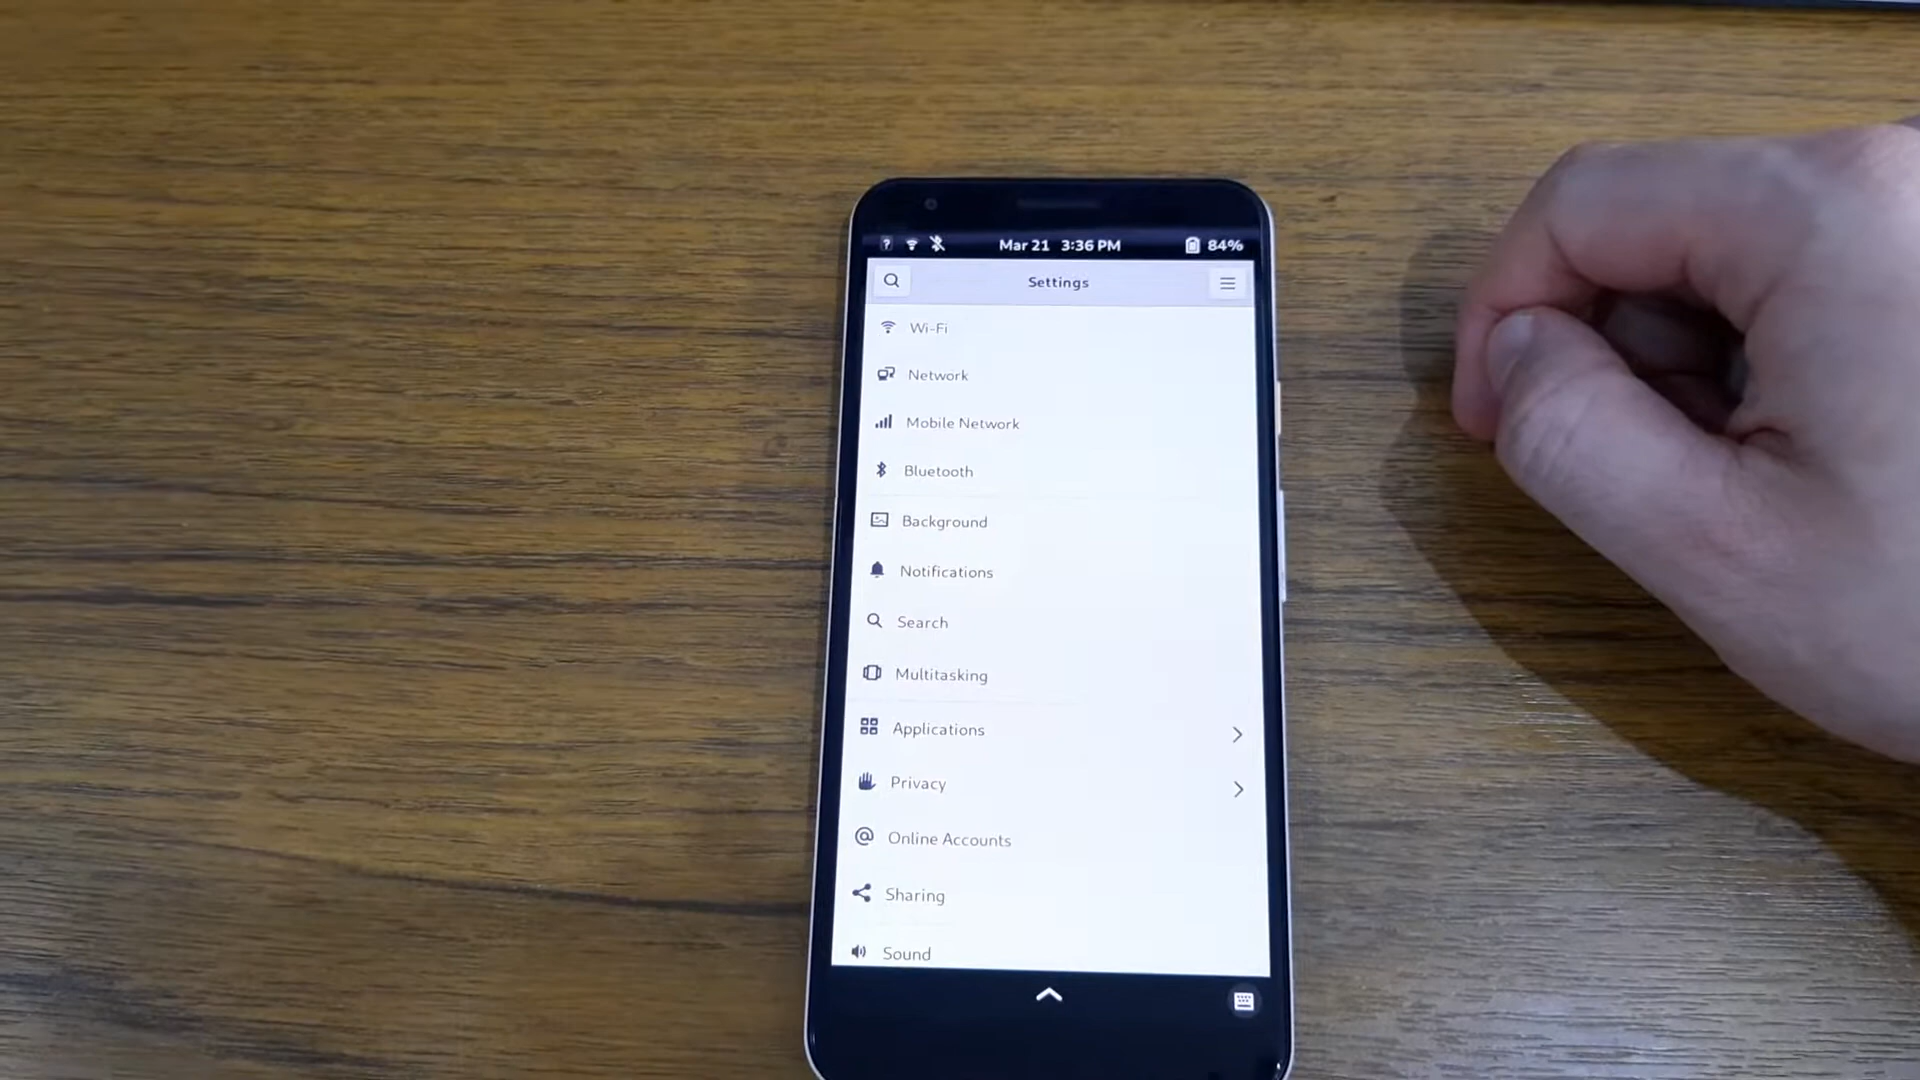 Mar 21 3:36 PM 84%
Settings
Wi-Fi
Network
Mobile Network
Bluetooth
Background
Notifications
Search
Multitasking
Applications
Privacy
Online Accounts
Sharing
Sound